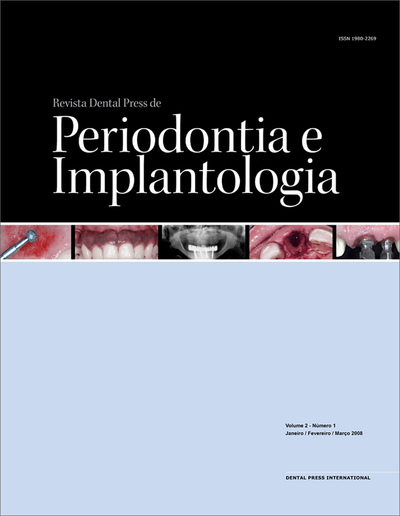 ISSN 1980-2269
Revista Dental Press de
Periodontia e
Implantologia
Volume 2 - Número 1
Janeiro / Fevereiro / Março 2008
DENTAL PRESS INTERNATIONAL